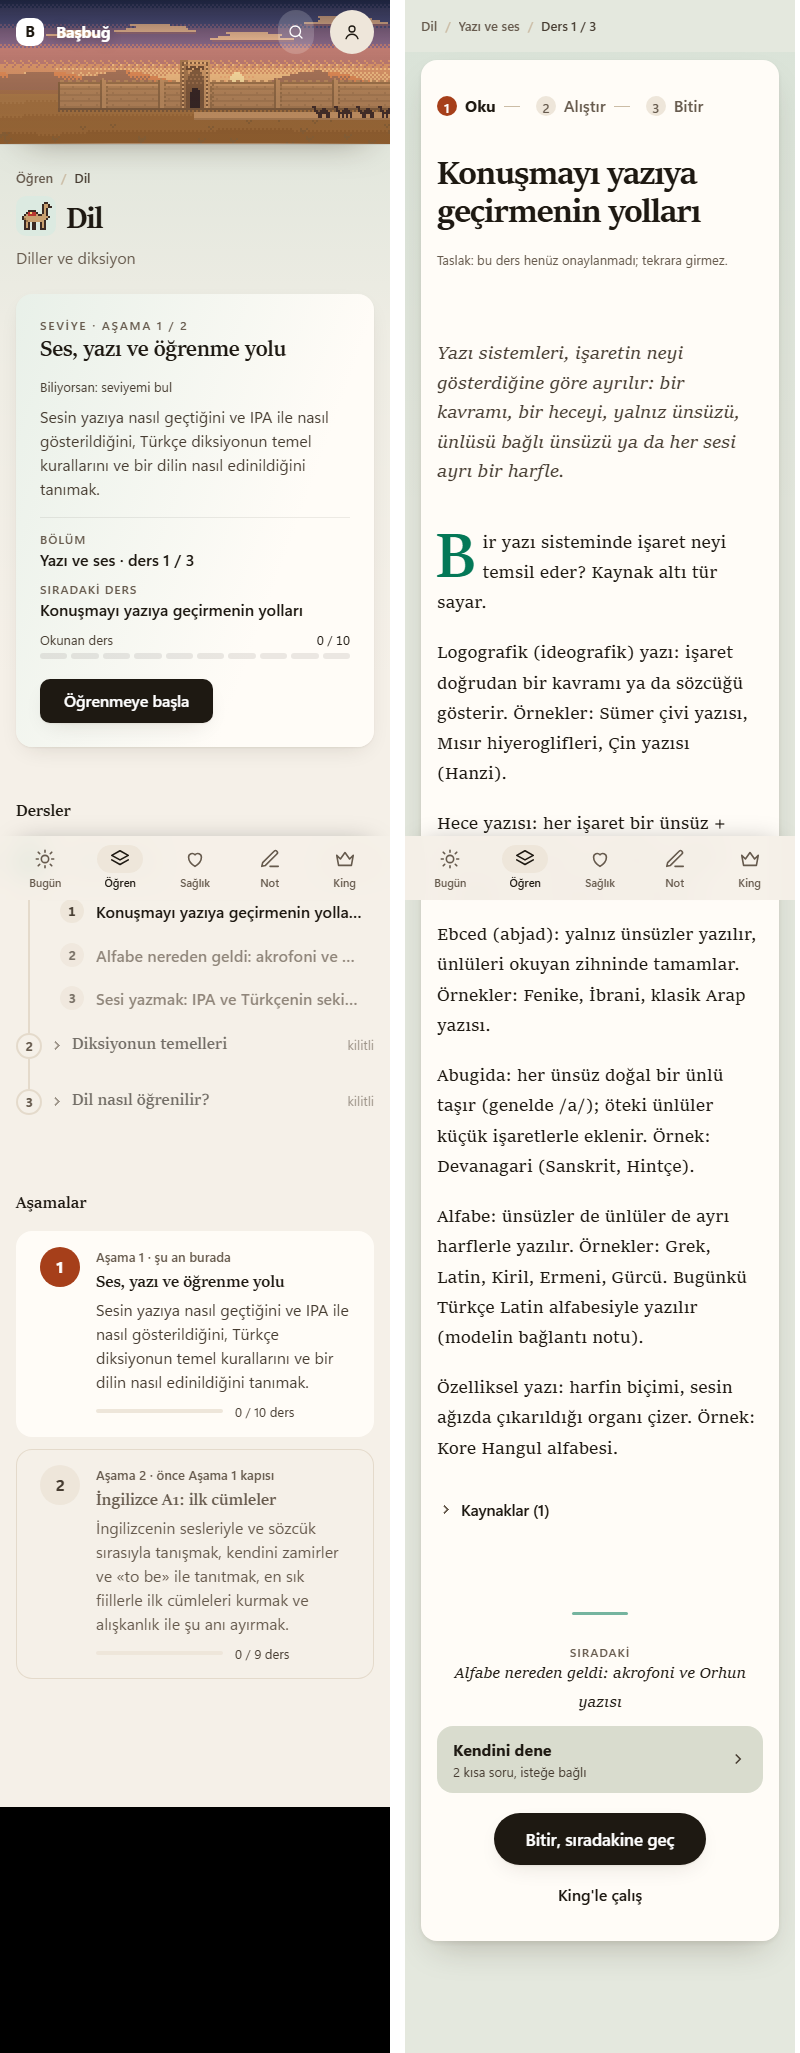 B Başbuğ
Öğren / Dil
Dil
Diller ve diksiyon
SEVİYE · AŞAMA 1 / 2
Ses, yazı ve öğrenme yolu
Biliyorsan: seviyemi bul
Sesin yazıya nasıl geçtiğini ve IPA ile nasıl
gösterildiğini, Türkçe diksiyonun temel
kurallarını ve bir dilin nasıl edinildiğini
tanımak.
BÖLÜM
Yazı ve ses · ders 1 / 3
SIRADAKİ DERS
Konuşmayı yazıya geçirmenin yolları
Okunan ders 0 / 10
Öğrenmeye başla
Dersler
Bugün Öğren Sağlık Not King
1 Konuşmayı yazıya geçirmenin yolla...
2 Alfabe nereden geldi: akrofoni ve ...
3 Sesi yazmak: IPA ve Türkçenin seki...
2 Diksiyonun temelleri kilitli
3 Dil nasıl öğrenilir? kilitli
Aşamalar
1 Aşama 1 · şu an burada
Ses, yazı ve öğrenme yolu
Sesin yazıya nasıl geçtiğini ve IPA ile
nasıl gösterildiğini, Türkçe
diksiyonun temel kurallarını ve bir
dilin nasıl edinildiğini tanımak.
0 / 10 ders
2 Aşama 2 · önce Aşama 1 kapısı
İngilizce A1: ilk cümleler
İngilizcenin sesleriyle ve sözcük
sırasıyla tanışmak, kendini zamirler
ve «to be» ile tanıtmak, en sık
fiillerle ilk cümleleri kurmak ve
alışkanlık ile şu anı ayırmak.
0 / 9 ders
Dil / Yazı ve ses / Ders 1 / 3
1 Oku — 2 Alıştır — 3 Bitir
Konuşmayı yazıya
geçirmenin yolları
Taslak: bu ders henüz onaylanmadı; tekrara girmez.
Yazı sistemleri, işaretin neyi
gösterdiğine göre ayrılır: bir
kavramı, bir heceyi, yalnız ünsüzü,
ünlüsü bağlı ünsüzü ya da her sesi
ayrı bir harfle.
Bir yazı sisteminde işaret neyi
temsil eder? Kaynak altı tür
sayar.
Logografik (ideografik) yazı: işaret
doğrudan bir kavramı ya da sözcüğü
gösterir. Örnekler: Sümer çivi yazısı,
Mısır hiyeroglifleri, Çin yazısı
(Hanzi).
Hece yazısı: her işaret bir ünsüz +
Bugün Öğren Sağlık Not King
Ebced (abjad): yalnız ünsüzler yazılır,
ünlüleri okuyan zihninde tamamlar.
Örnekler: Fenike, İbrani, klasik Arap
yazısı.
Abugida: her ünsüz doğal bir ünlü
taşır (genelde /a/); öteki ünlüler
küçük işaretlerle eklenir. Örnek:
Devanagari (Sanskrit, Hintçe).
Alfabe: ünsüzler de ünlüler de ayrı
harflerle yazılır. Örnekler: Grek,
Latin, Kiril, Ermeni, Gürcü. Bugünkü
Türkçe Latin alfabesiyle yazılır
(modelin bağlantı notu).
Özelliksel yazı: harfin biçimi, sesin
ağızda çıkarıldığı organı çizer. Örnek:
Kore Hangul alfabesi.
Kaynaklar (1)
SIRADAKİ
Alfabe nereden geldi: akrofoni ve Orhun
yazısı
Kendini dene
2 kısa soru, isteğe bağlı
Bitir, sıradakine geç
King'le çalış